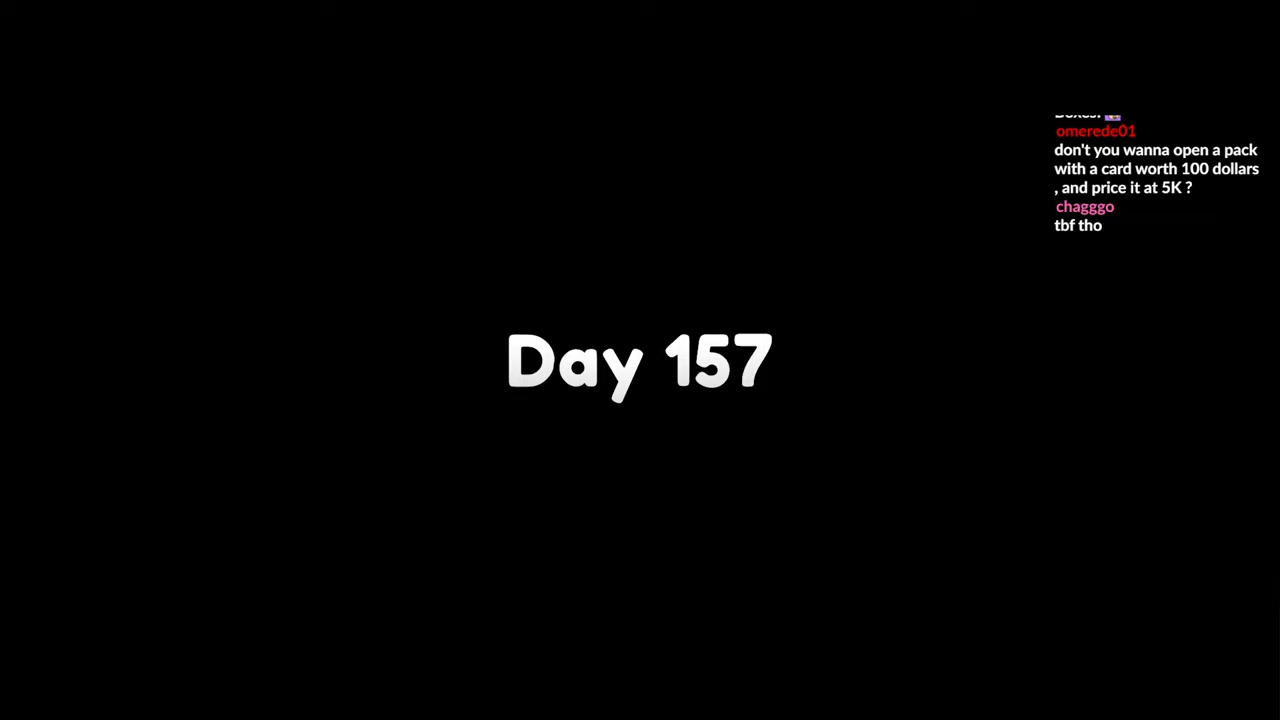 Boxes!
omerede01
don't you wanna open a pack
with a card worth 100 dollars
, and price it at 5K ?
chagggo
tbf tho
Day 157